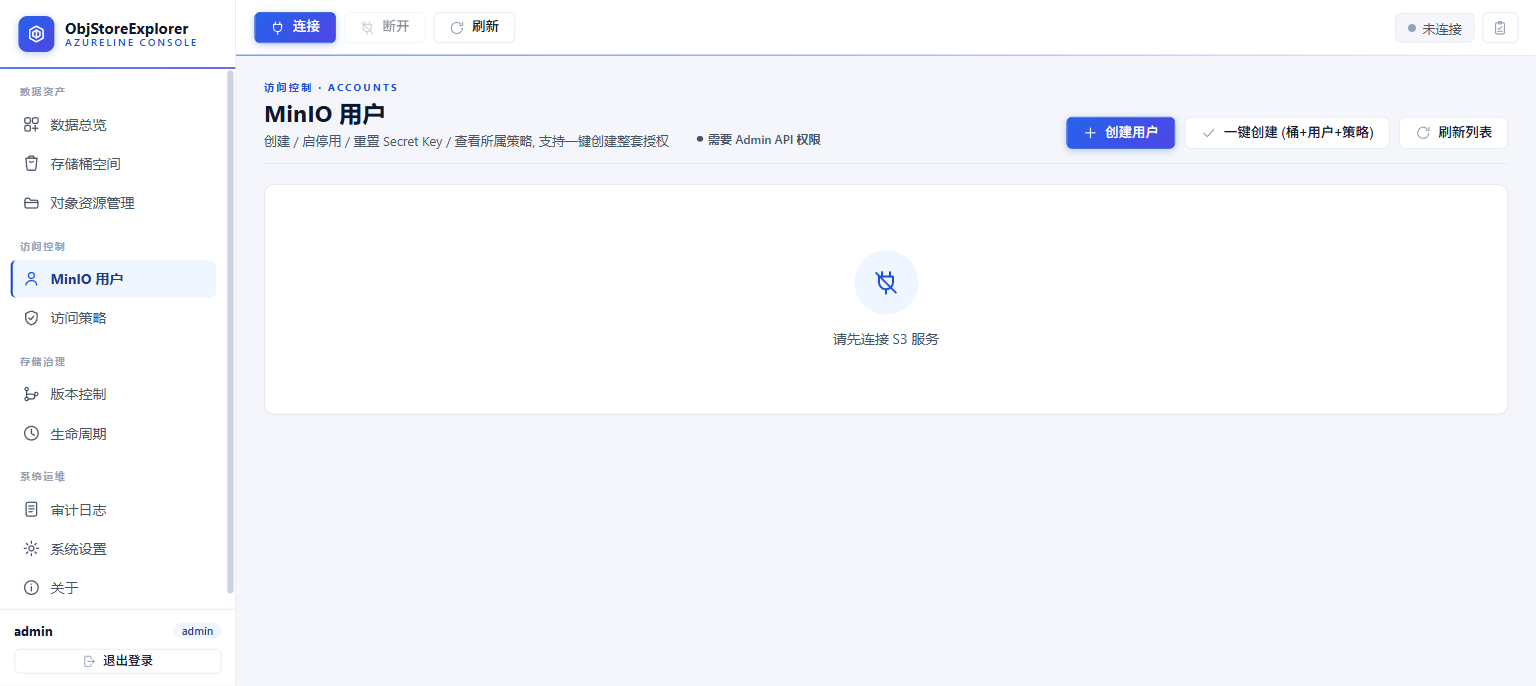 ObjStoreExplorer
AZURELINE CONSOLE
连接
断开
刷新
未连接
数据资产
数据总览
存储桶空间
对象资源管理
访问控制
MinIO 用户
访问策略
存储治理
版本控制
生命周期
系统运维
审计日志
系统设置
关于
admin
admin
退出登录
访问控制 · ACCOUNTS
MinIO 用户
创建 / 启停用 / 重置 Secret Key / 查看所属策略, 支持一键创建整套授权
需要 Admin API 权限
创建用户
一键创建 (桶+用户+策略)
刷新列表
请先连接 S3 服务